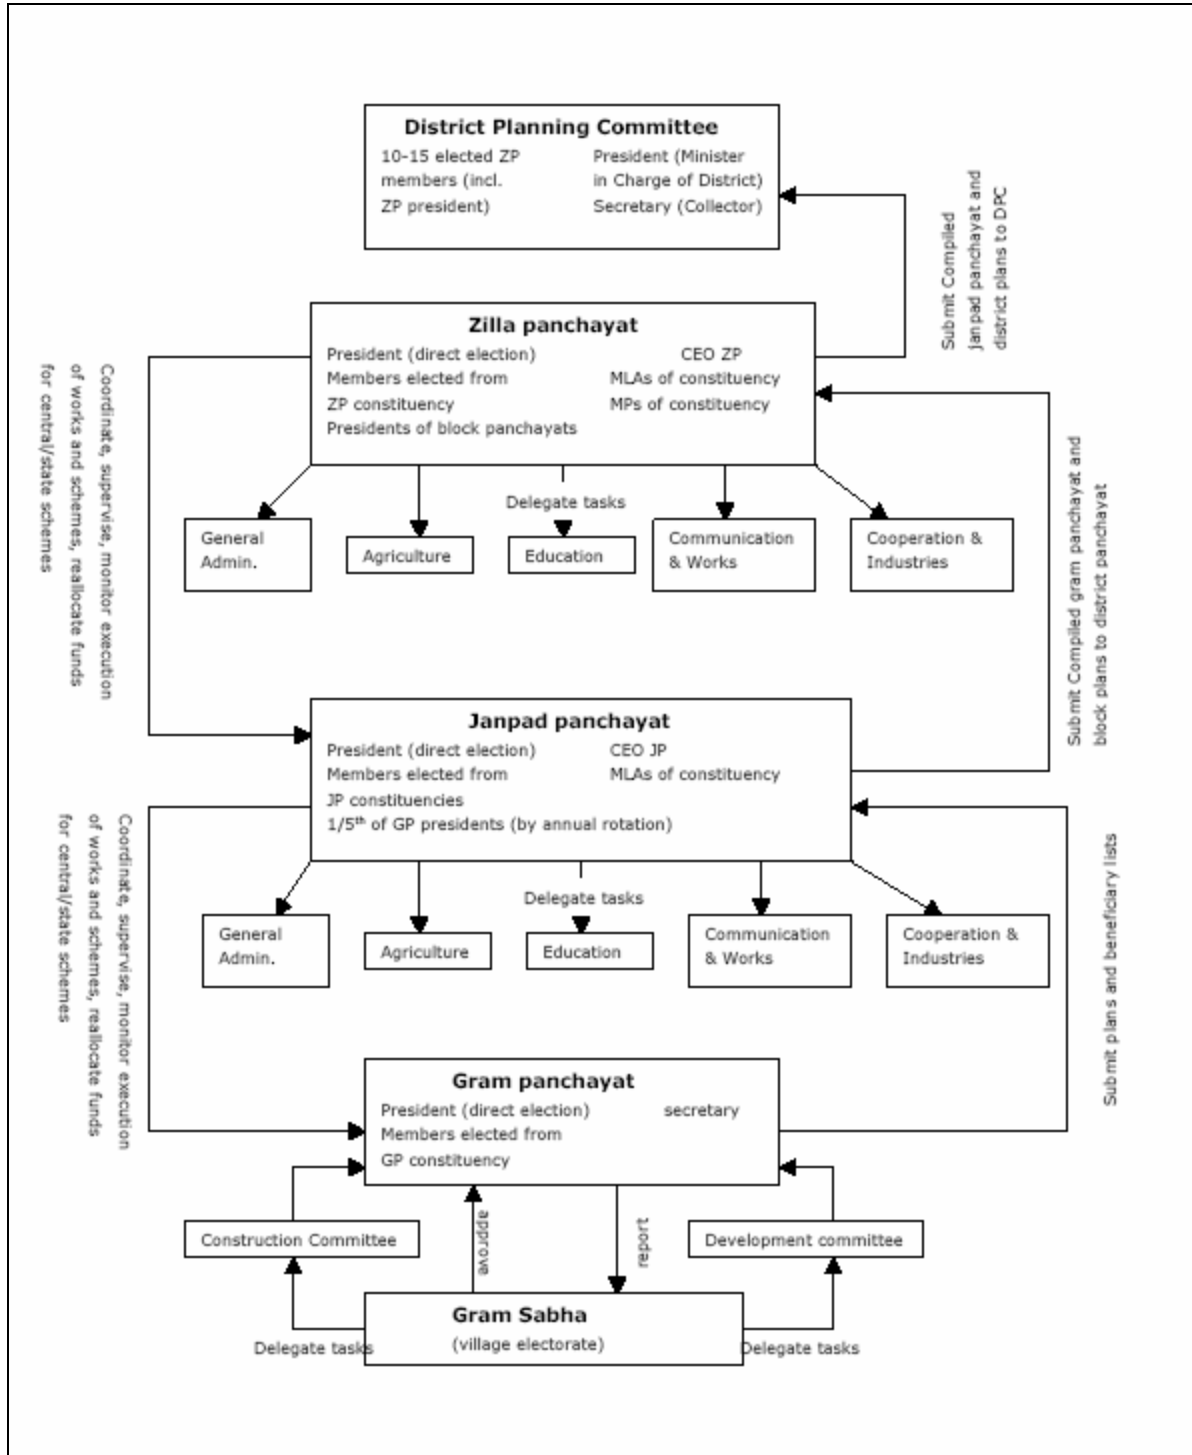 District Planning Committee
10-15 elected ZP
members (incl.
ZP president)
President (Minister
in Charge of District)
Secretary (Collector)
Submit Compiled
janpad panchayat and
district plans to DPC
Zilla panchayat
President (direct election)
Members elected from
ZP constituency
Presidents of block panchayats
CEO ZP
MLAs of constituency
MPs of constituency
Coordinate, supervise, monitor execution
of works and schemes, reallocate funds
for central/state schemes
Delegate tasks
General
Admin.
Agriculture
Education
Communication
& Works
Cooperation &
Industries
Submit Compiled gram panchayat and
block plans to district panchayat
Janpad panchayat
President (direct election)
Members elected from
JP constituencies
1/5th of GP presidents (by annual rotation)
CEO JP
MLAs of constituency
Coordinate, supervise, monitor execution
of works and schemes, reallocate funds
for central/state schemes
Delegate tasks
General
Admin.
Agriculture
Education
Communication
& Works
Cooperation &
Industries
Submit plans and beneficiary lists
Gram panchayat
President (direct election)
Members elected from
GP constituency
secretary
Construction Committee
approve
report
Development committee
Gram Sabha
(village electorate)
Delegate tasks
Delegate tasks